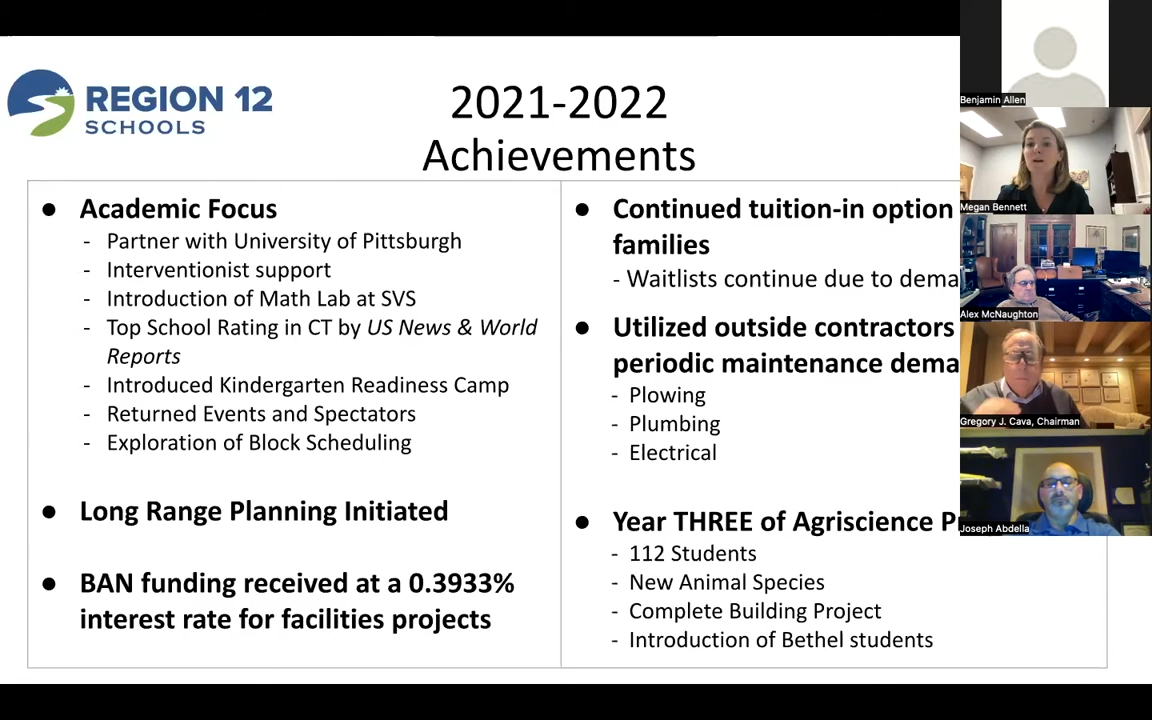 REGION 12
SCHOOLS
2021-2022
Achievements
● Academic Focus
- Partner with University of Pittsburgh
- Interventionist support
- Introduction of Math Lab at SVS
- Top School Rating in CT by US News & World
Reports
- Introduced Kindergarten Readiness Camp
- Returned Events and Spectators
- Exploration of Block Scheduling
● Long Range Planning Initiated
● BAN funding received at a 0.3933%
interest rate for facilities projects
● Continued tuition-in option
families
- Waitlists continue due to dema
● Utilized outside contractors
periodic maintenance dema
- Plowing
- Plumbing
- Electrical
● Year THREE of Agriscience P
- 112 Students
- New Animal Species
- Complete Building Project
- Introduction of Bethel students
Benjamin Allen
Megan Bennett
Alex McNaughton
Gregory J. Cava, Chairman
Joseph Abdella